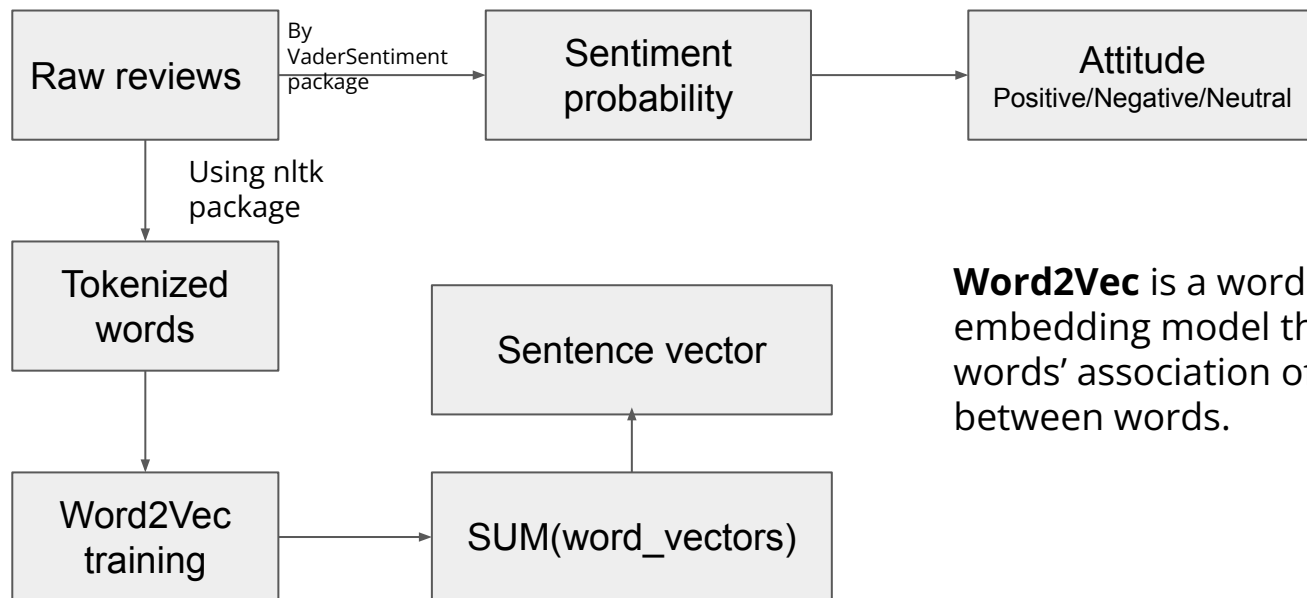 Raw reviews
By
VaderSentiment
package
Sentiment
probability
Attitude
Positive/Negative/Neutral
Using nltk
package
Tokenized
words
Sentence vector
Word2Vec is a word
embedding model
words’ association
between words.
Word2Vec
training
SUM(word_vectors)